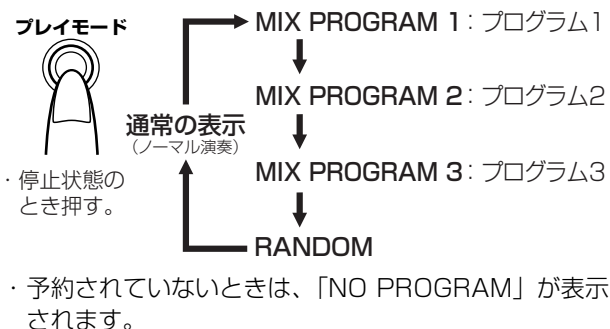 プレイモード
・停止状態の
とき押す。
通常の表示
(ノーマル演奏)
MIX PROGRAM 1：プログラム1
MIX PROGRAM 2：プログラム2
MIX PROGRAM 3：プログラム3
RANDOM
・予約されていないときは、「NO PROGRAM」が表示
されます。